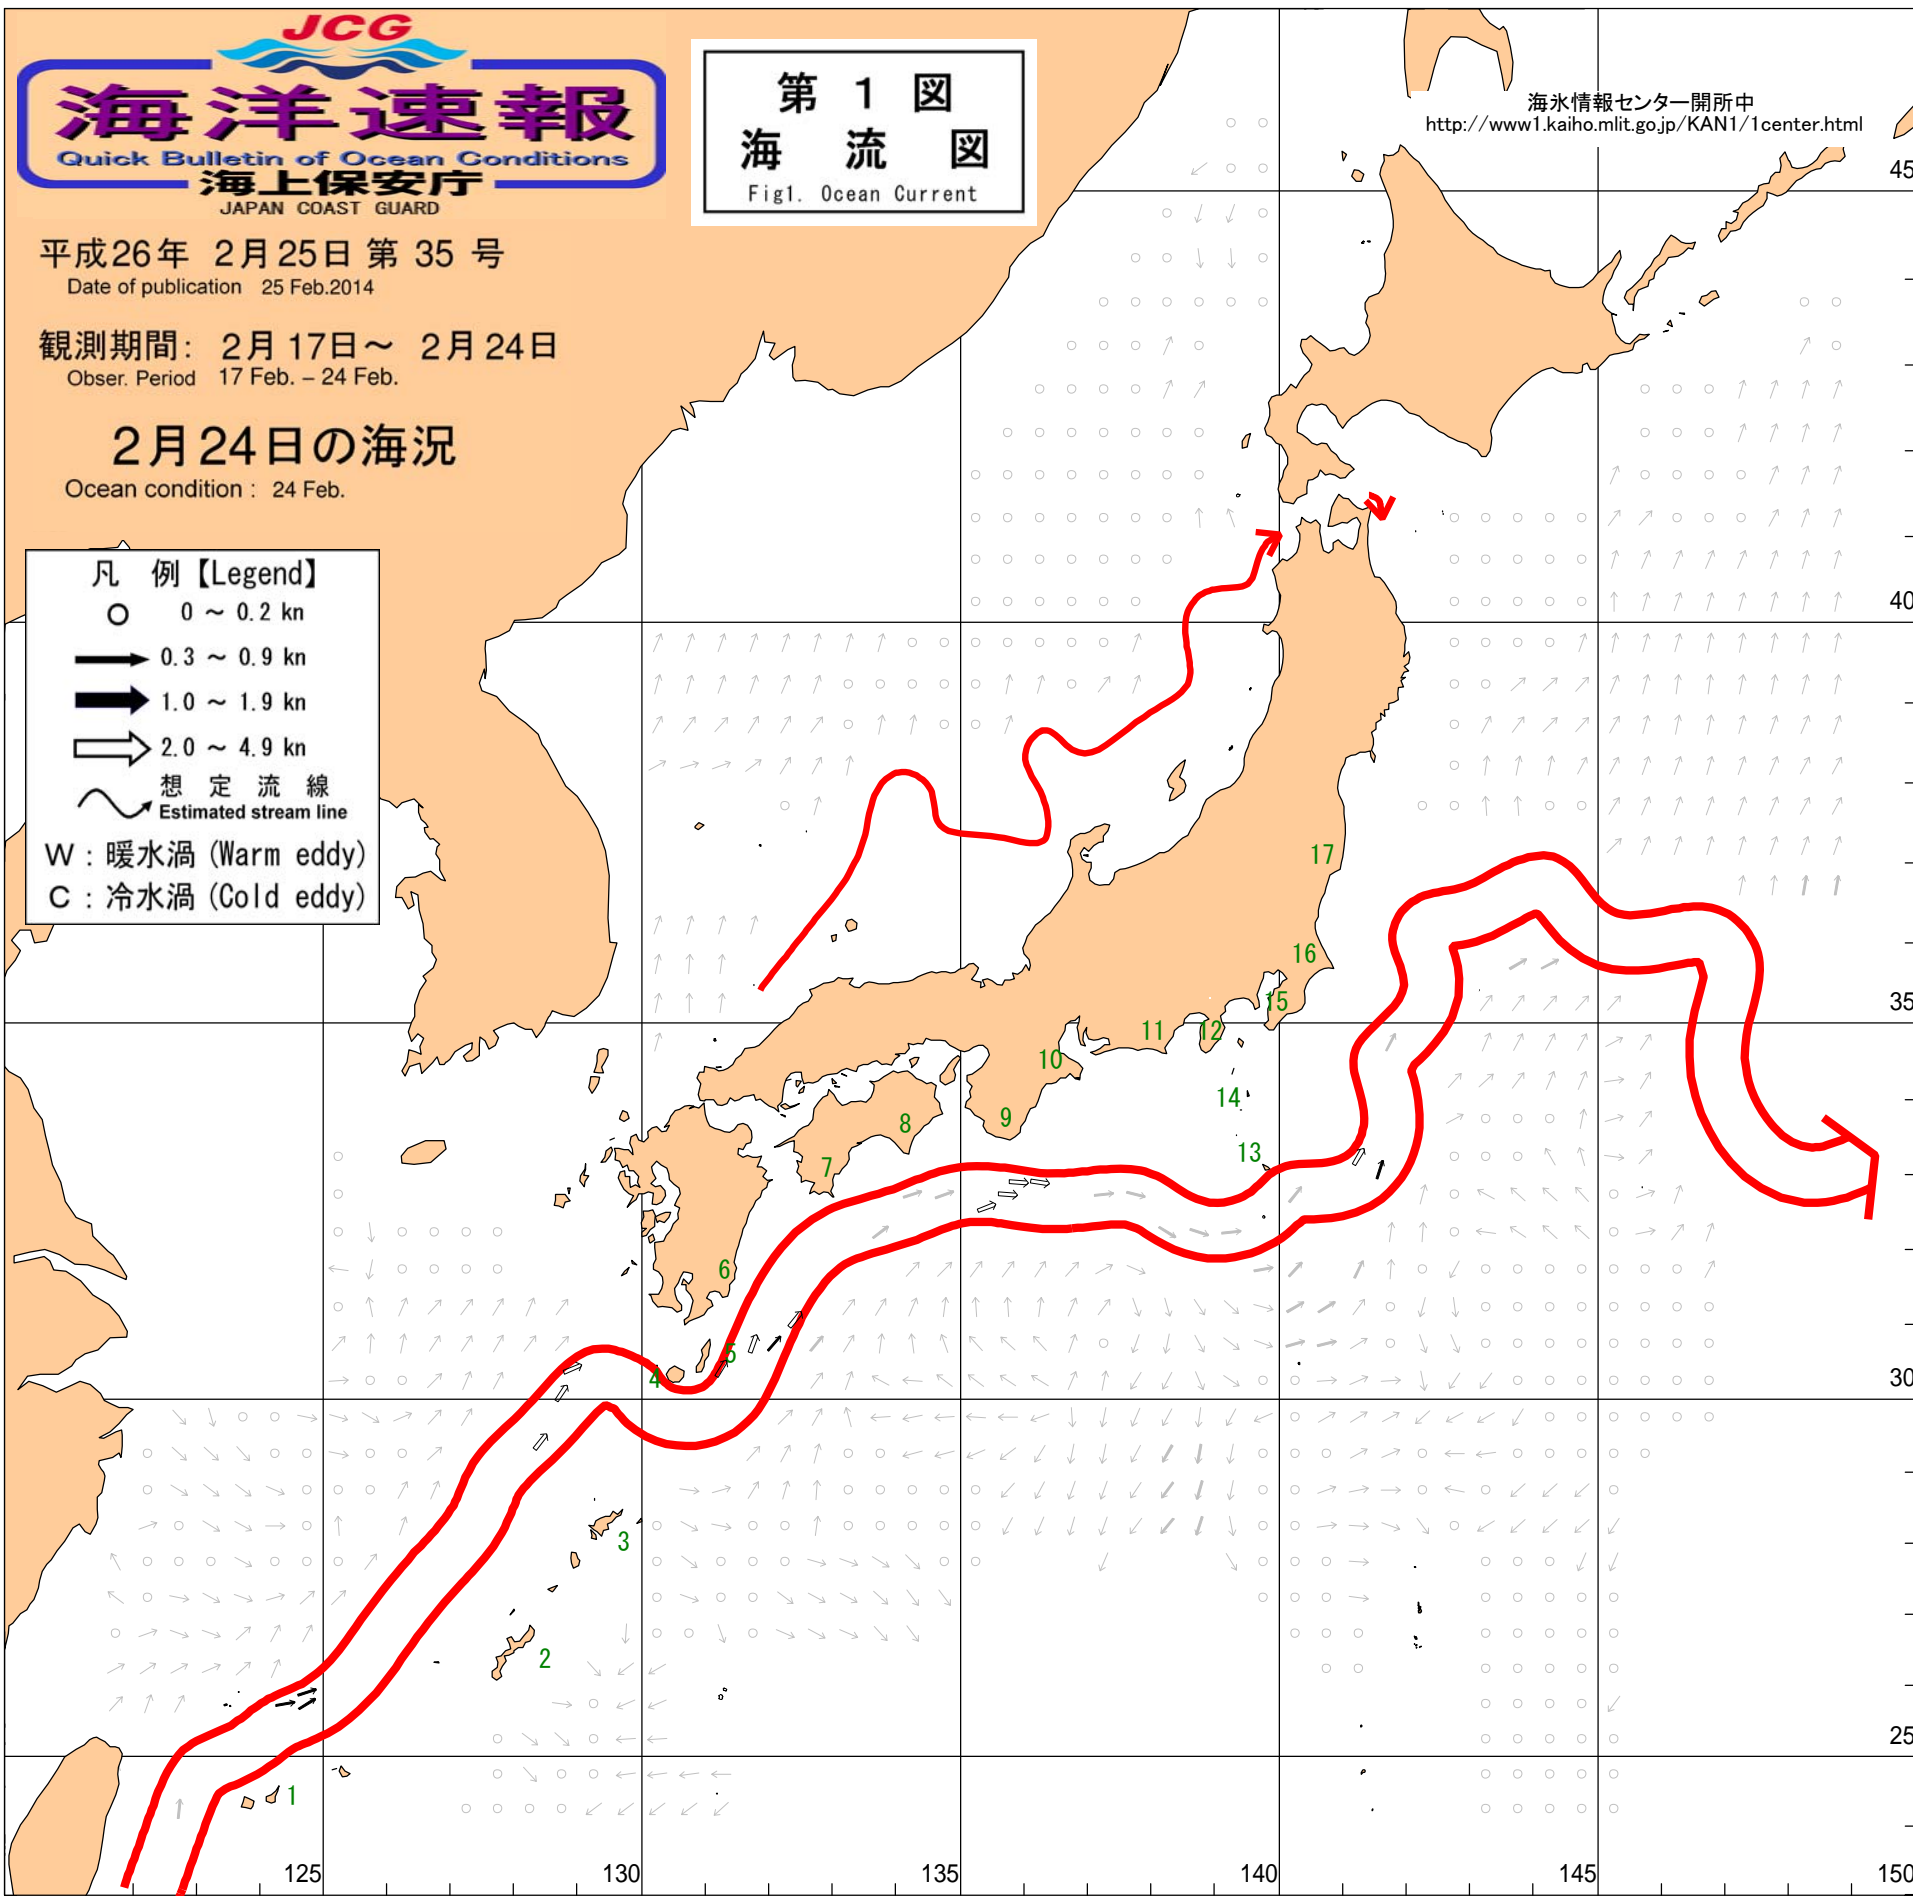 JCG
海洋速報
Quick Bulletin of Ocean Conditions
海上保安庁
JAPAN COAST GUARD
平成26年 2月25日 第 35 号
Date of publication 25 Feb.2014
観測期間: 2月17日～ 2月24日
Obser. Period 17 Feb. – 24 Feb.
2月24日の海況
Ocean condition : 24 Feb.
第 1 図
海 流 図
Fig1. Ocean Current
海氷情報センター開所中
http://www1.kaiho.mlit.go.jp/KAN1/1center.html
凡 例【Legend】
0 ～ 0.2 kn
0.3 ～ 0.9 kn
1.0 ～ 1.9 kn
2.0 ～ 4.9 kn
想 定 流 線
Estimated stream line
W : 暖水渦 (Warm eddy)
C : 冷水渦 (Cold eddy)
45
40
17
16
15
35
11
12
10
14
9
8
13
7
6
5
4
30
3
2
25
1
125
130
135
140
145
150